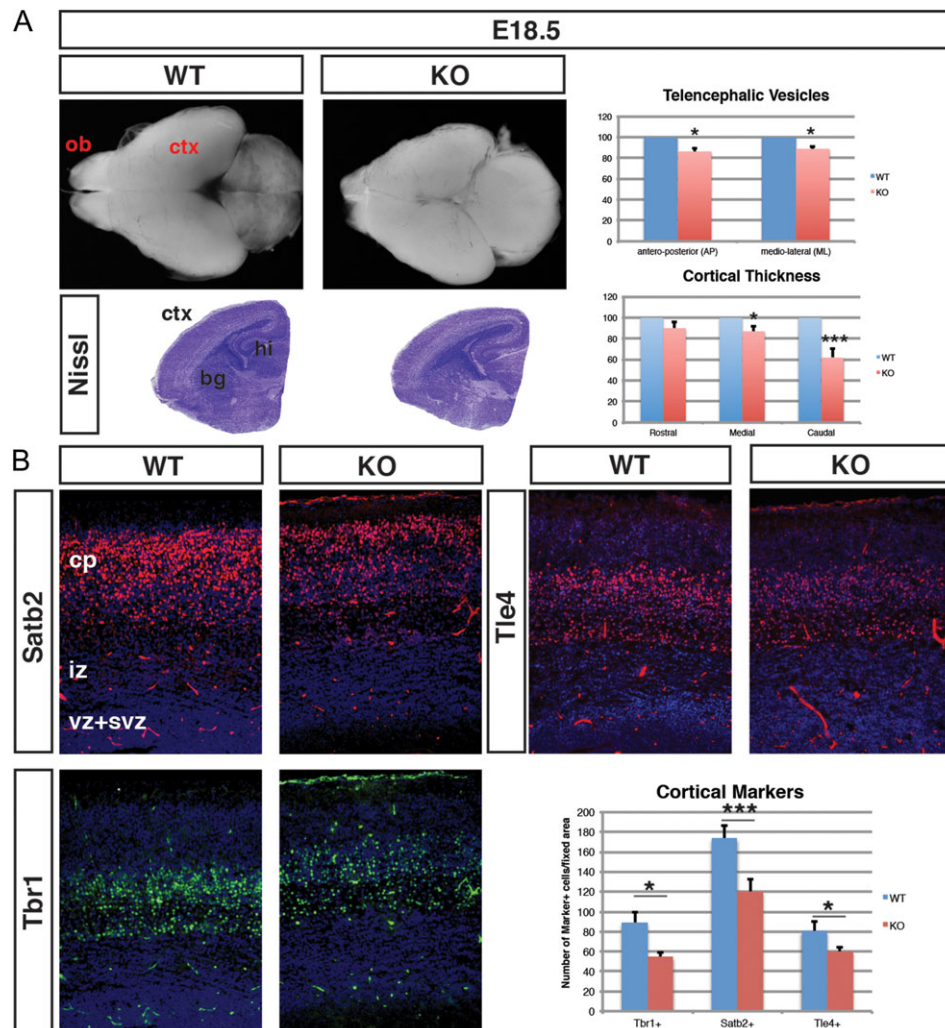 A
E18.5
WT
KO
ob
ctx
Telencephalic Vesicles
120
100
80
60
40
20
0
*
*
WT
KO
antero-posterior (AP)
medio-lateral (ML)
Nissl
ctx
hi
bg
Cortical Thickness
120
100
80
60
40
20
0
*
***
WT
KO
Rostral
Medial
Caudal
B
WT
KO
WT
KO
Satb2
cp
iz
vz+svz
Tle4
Tbr1
Cortical Markers
Number of Marker+ cells/fixed area
200
180
160
140
120
100
80
60
40
20
0
*
***
*
WT
KO
Tbr1+
Satb2+
Tle4+